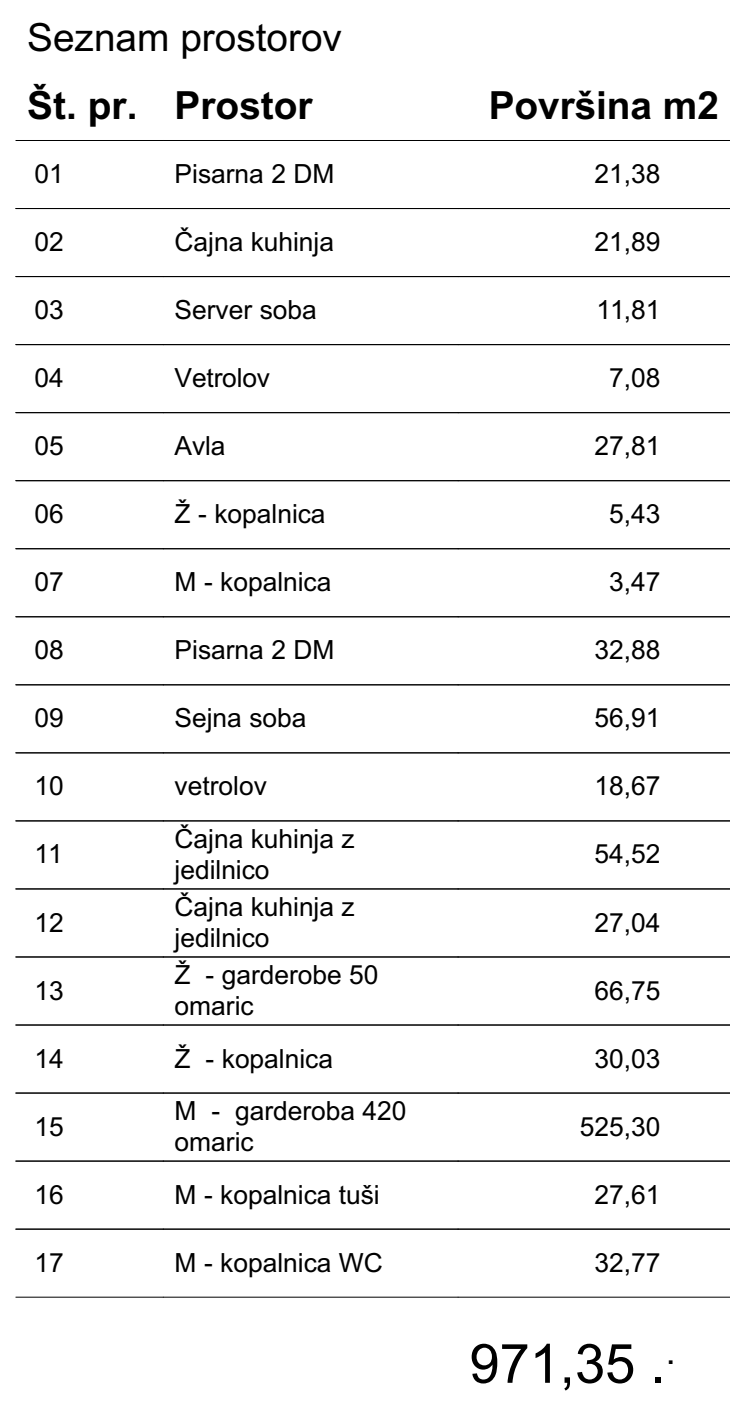 Seznam prostorov
Št. pr. Prostor Površina m2
01 Pisarna 2 DM 21,38
02 Čajna kuhinja 21,89
03 Server soba 11,81
04 Vetrolov 7,08
05 Avla 27,81
06 Ž - kopalnica 5,43
07 M - kopalnica 3,47
08 Pisarna 2 DM 32,88
09 Sejna soba 56,91
10 vetrolov 18,67
11 Čajna kuhinja z
jedilnico 54,52
12 Čajna kuhinja z
jedilnico 27,04
13 Ž  - garderobe 50
omaric 66,75
14 Ž  - kopalnica 30,03
15 M  -  garderoba 420
omaric 525,30
16 M - kopalnica tuši 27,61
17 M - kopalnica WC 32,77
971,35 .